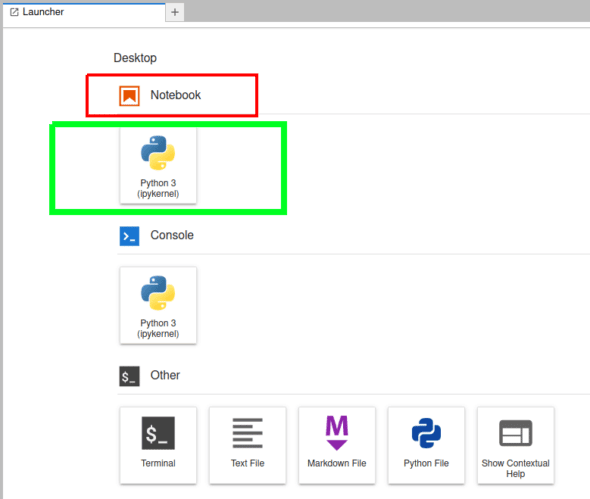 Launcher
+
Desktop
Notebook
Python 3
(ipykernel)
Console
Python 3
(ipykernel)
$_ Other
$_
M
Terminal
Text File
Markdown File
Python File
Show Contextual
Help